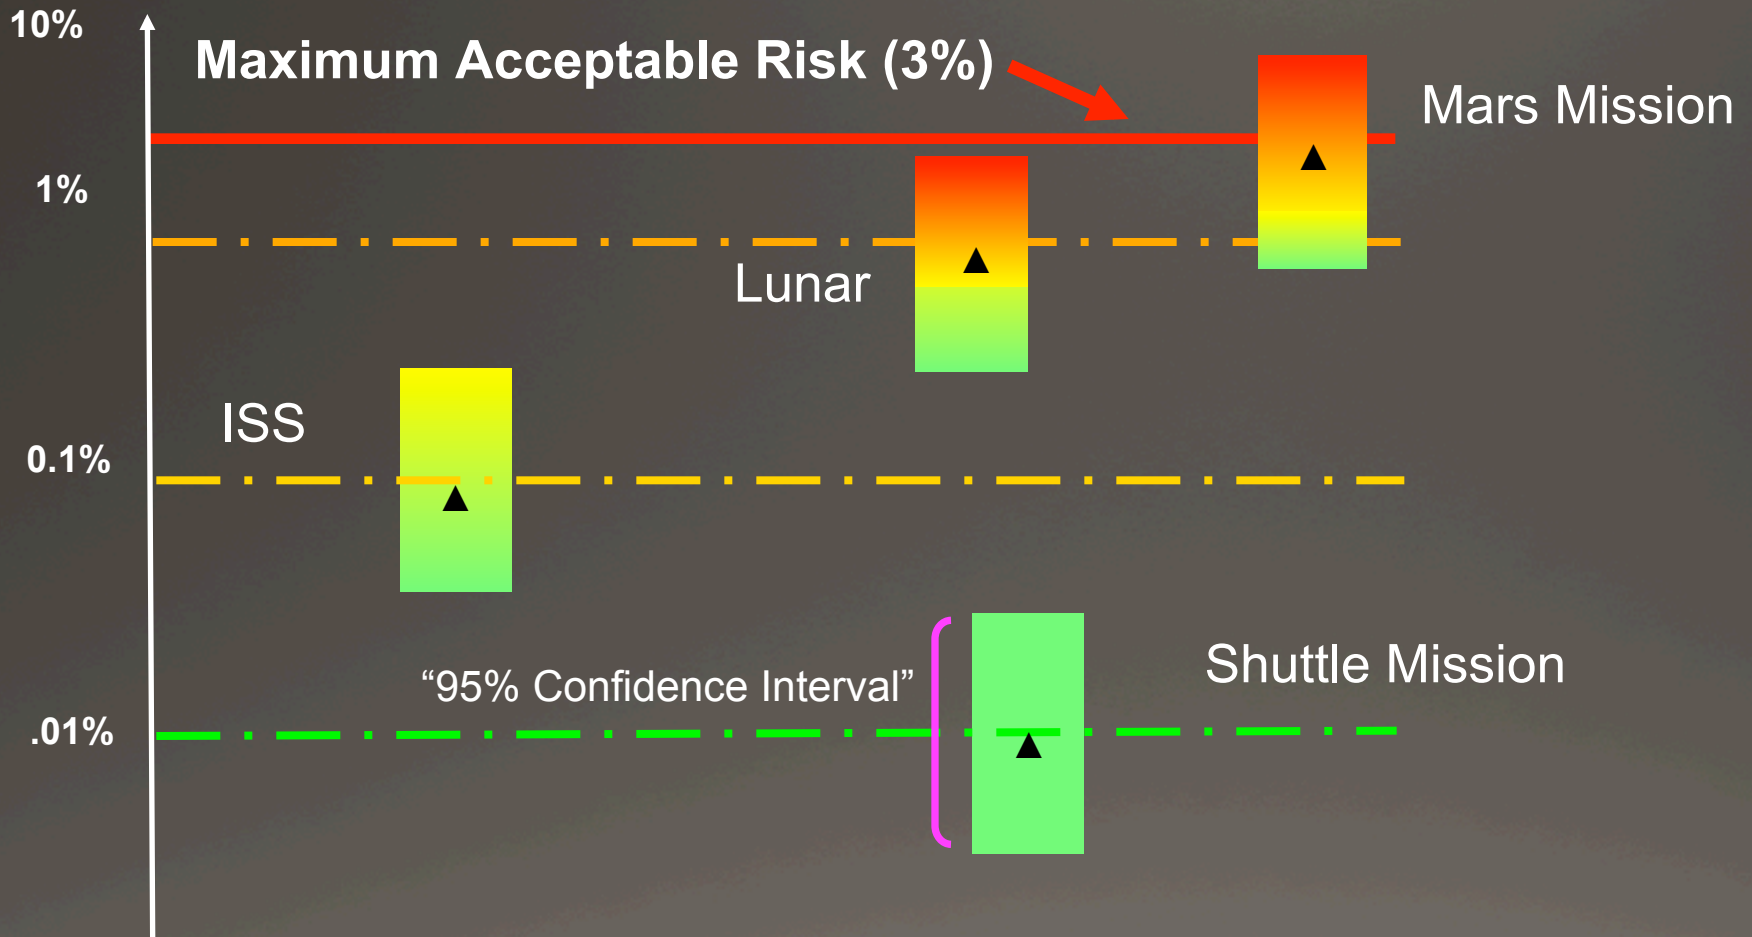 10%
Maximum Acceptable Risk (3%)
Mars Mission
1%
Lunar
ISS
0.1%
Shuttle Mission
“95% Confidence Interval”
.01%